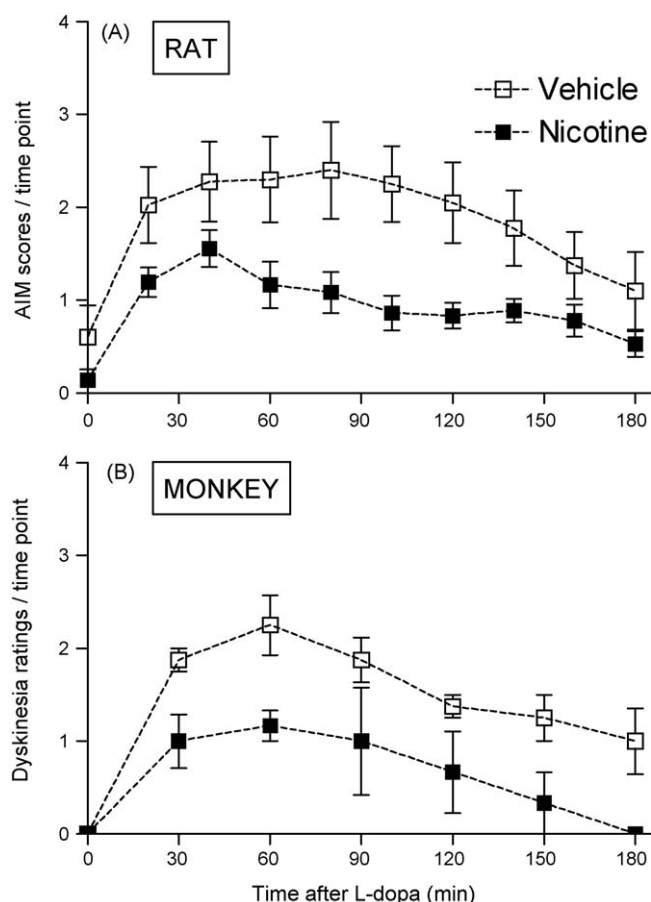 (A) RAT
Vehicle
Nicotine
AIM scores / time point
4
3
2
1
0
0 30 60 90 120 150 180
(B) MONKEY
Dyskinesia ratings / time point
4
3
2
1
0
0 30 60 90 120 150 180
Time after L-dopa (min)